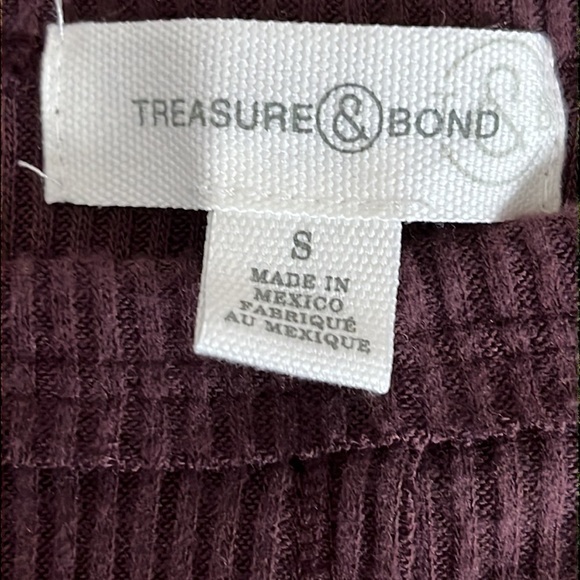 TREASURE & BOND
&
S
MADE IN
MEXICO
FABRIQUÉ
AU MEXIQUE